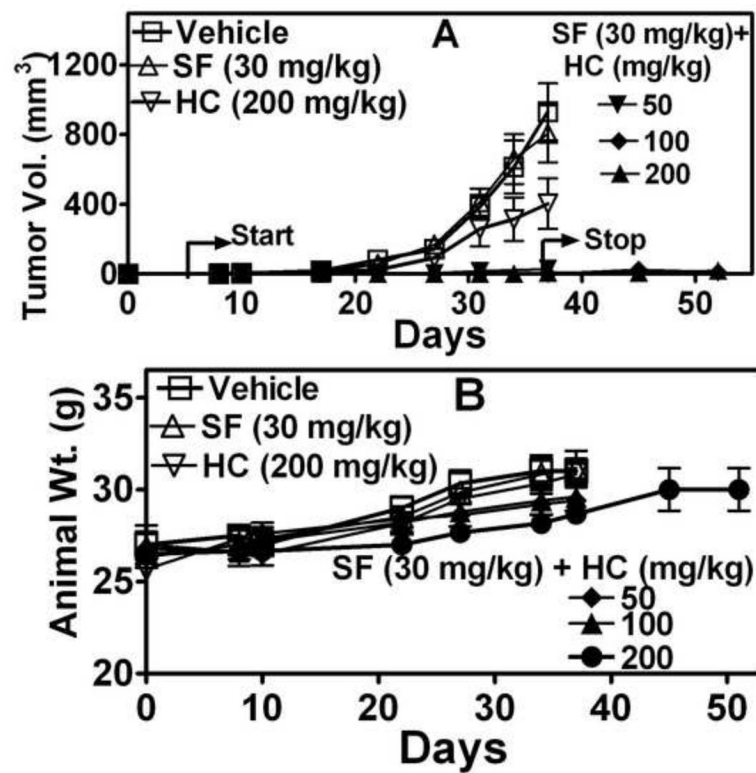 A
Vehicle
SF (30 mg/kg)
HC (200 mg/kg)
SF (30 mg/kg)+
HC (mg/kg)
50
100
200
Start
Stop
Tumor Vol. (mm³)
1200
800
400
0
0 10 20 30 40 50
Days
B
Vehicle
SF (30 mg/kg)
HC (200 mg/kg)
SF (30 mg/kg) + HC (mg/kg)
50
100
200
Animal Wt. (g)
35
30
25
20
0 10 20 30 40 50
Days